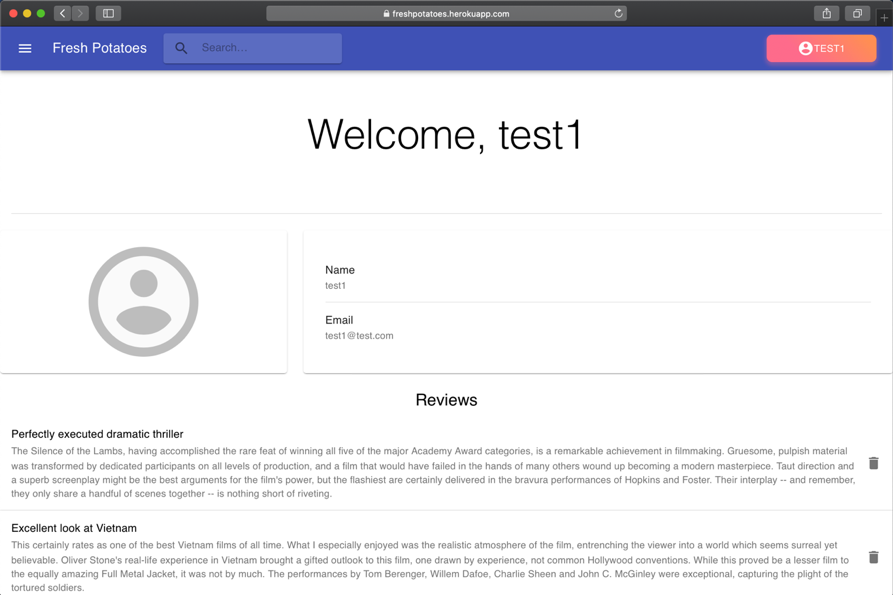 freshpotatoes.herokuapp.com
Fresh Potatoes
Search...
TEST1
Welcome, test1
Name
test1
Email
test1@test.com
Reviews
Perfectly executed dramatic thriller
The Silence of the Lambs, having accomplished the rare feat of winning all five of the major Academy Award categories, is a remarkable achievement in filmmaking. Gruesome, pulpish material
was transformed by dedicated participants on all levels of production, and a film that would have failed in the hands of many others wound up becoming a modern masterpiece. Taut direction and
a superb screenplay might be the best arguments for the film's power, but the flashiest are certainly delivered in the bravura performances of Hopkins and Foster. Their interplay -- and remember,
they only share a handful of scenes together -- is nothing short of riveting.
Excellent look at Vietnam
This certainly rates as one of the best Vietnam films of all time. What I especially enjoyed was the realistic atmosphere of the film, entrenching the viewer into a world which seems surreal yet
believable. Oliver Stone's real-life experience in Vietnam brought a gifted outlook to this film, one drawn by experience, not common Hollywood conventions. While this proved be a lesser film to
the equally amazing Full Metal Jacket, it was not by much. The performances by Tom Berenger, Willem Dafoe, Charlie Sheen and John C. McGinley were exceptional, capturing the plight of the
tortured soldiers.